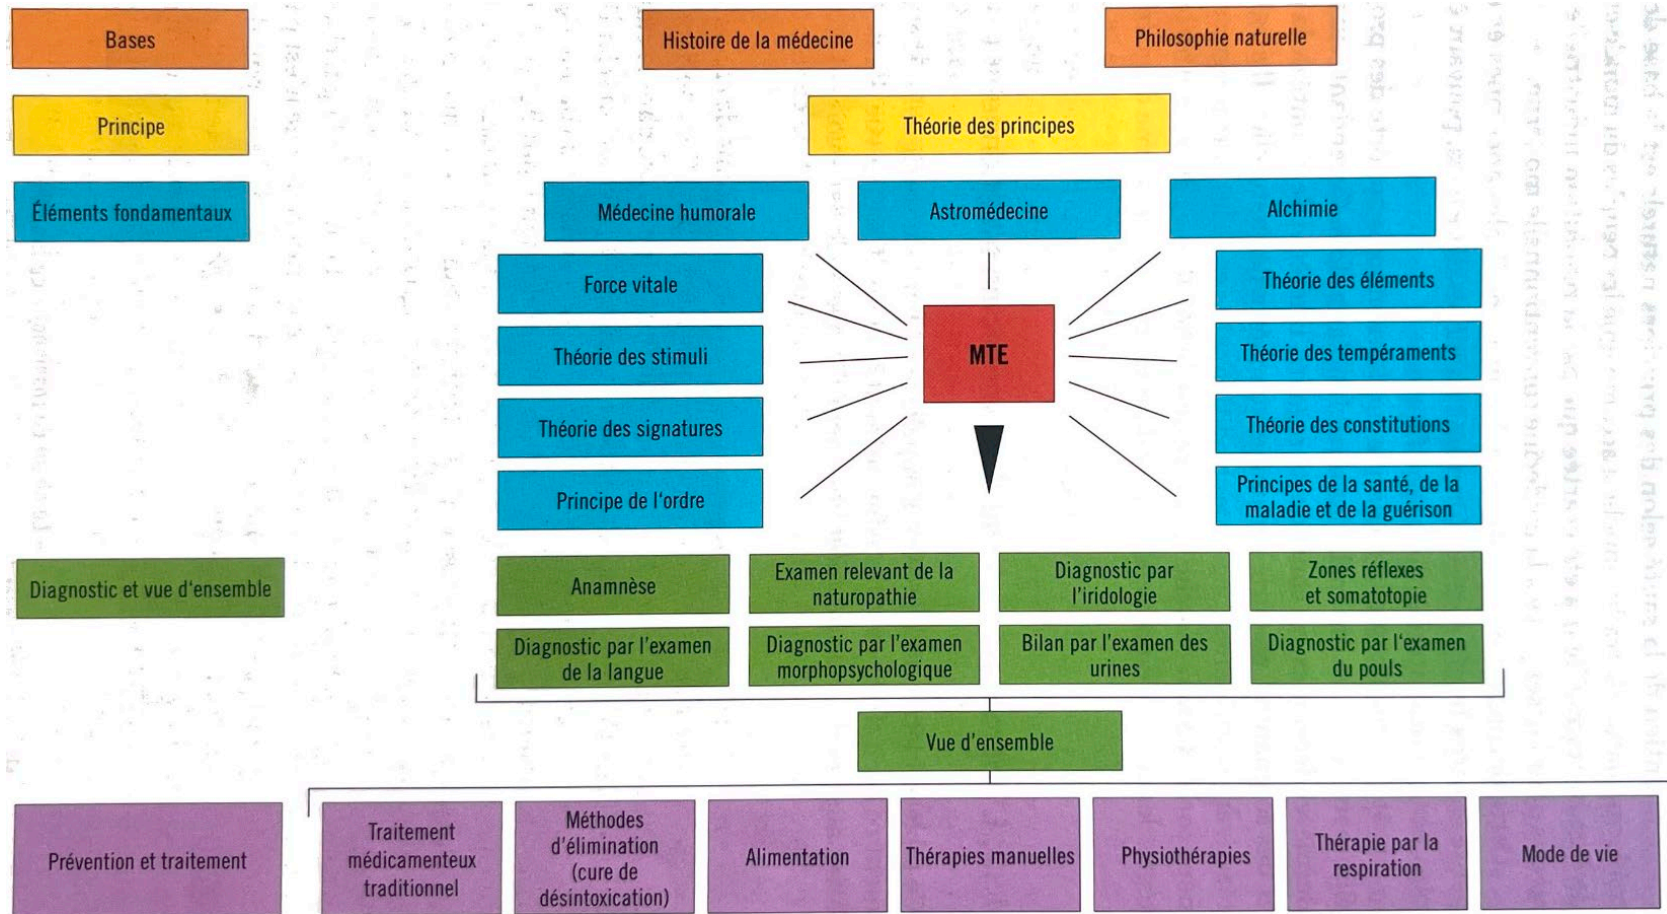 Bases
Histoire de la médecine
Philosophie naturelle
Principe
Théorie des principes
Éléments fondamentaux
Médecine humorale
Astromédecine
Alchimie
Force vitale
Théorie des éléments
Théorie des stimuli
MTE
Théorie des tempéraments
Théorie des signatures
Théorie des constitutions
Principe de l'ordre
Principes de la santé, de la
maladie et de la guérison
Diagnostic et vue d'ensemble
Anamnèse
Examen relevant de la
naturopathie
Diagnostic par
l'iridologie
Zones réflexes
et somatotopie
Diagnostic par l'examen
de la langue
Diagnostic par l'examen
morphopsychologique
Bilan par l'examen des
urines
Diagnostic par l'examen
du pouls
Vue d'ensemble
Prévention et traitement
Traitement
médicamenteux
traditionnel
Méthodes
d'élimination
(cure de
désintoxication)
Alimentation
Thérapies manuelles
Physiothérapies
Thérapie par la
respiration
Mode de vie